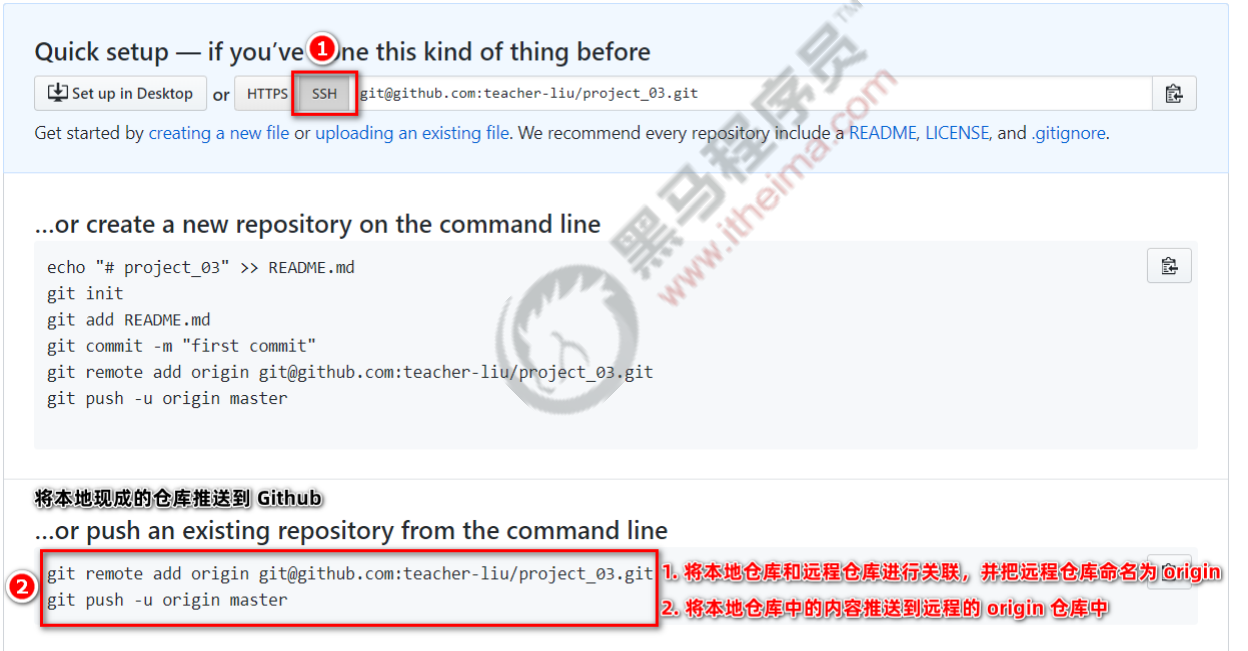 Quick setup — if you've ne this kind of thing before
1
Set up in Desktop or HTTPS SSH git@github.com:teacher-liu/project_03.git
Get started by creating a new file or uploading an existing file. We recommend every repository include a README, LICENSE, and .gitignore.
黑马程序员™
www.itheima.com
...or create a new repository on the command line
echo "# project_03" >> README.md
git init
git add README.md
git commit -m "first commit"
git remote add origin git@github.com:teacher-liu/project_03.git
git push -u origin master
将本地现成的仓库推送到 Github
...or push an existing repository from the command line
2
git remote add origin git@github.com:teacher-liu/project_03.git 1. 将本地仓库和远程仓库进行关联，并把远程仓库命名为 origin
git push -u origin master 2. 将本地仓库中的内容推送到远程的 origin 仓库中